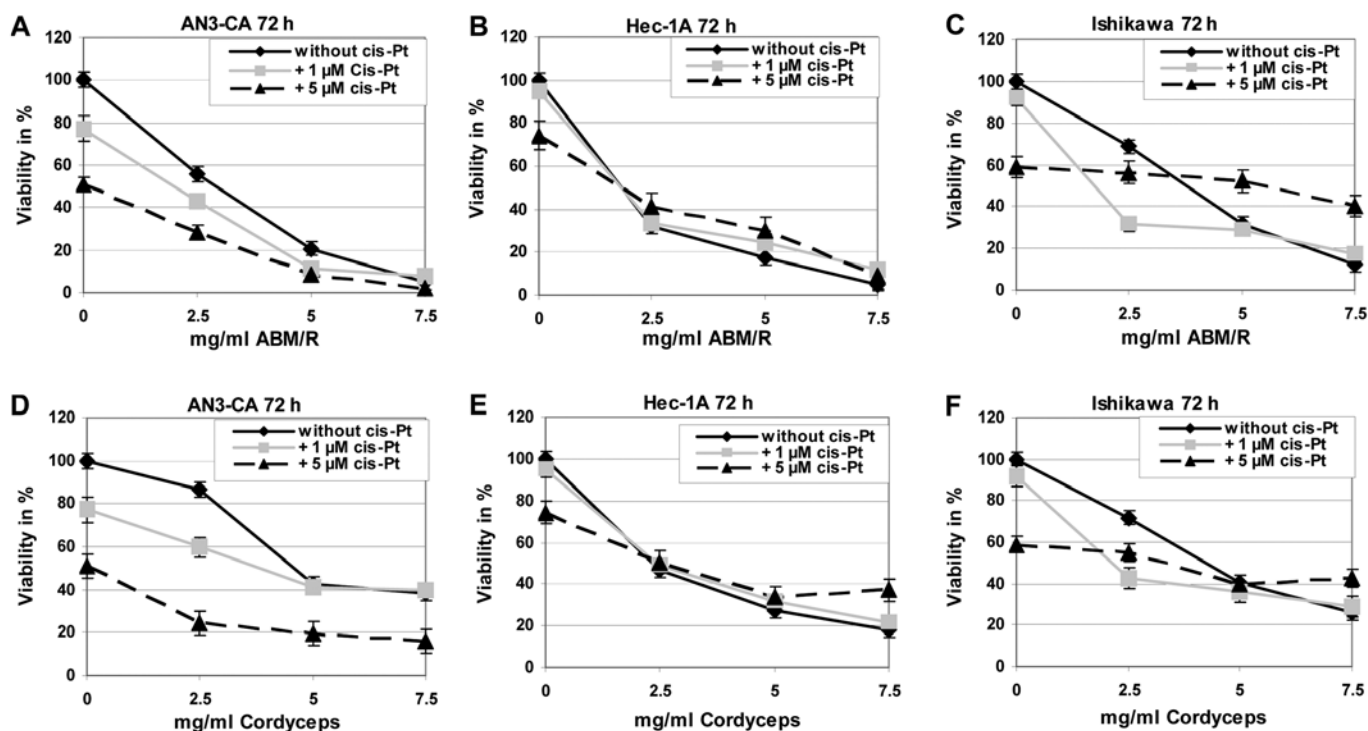 A
AN3-CA 72 h
without cis-Pt
+ 1 µM Cis-Pt
+ 5 µM cis-Pt
Viability in %
120
100
80
60
40
20
0
0 2.5 5 7.5
mg/ml ABM/R
B
Hec-1A 72 h
without cis-Pt
+ 1 µM cis-Pt
+ 5 µM cis-Pt
Viability in %
120
100
80
60
40
20
0
0 2.5 5 7.5
mg/ml ABM/R
C
Ishikawa 72 h
without cis-Pt
+ 1 µM cis-Pt
+ 5 µM cis-Pt
Viability in %
120
100
80
60
40
20
0
0 2.5 5 7.5
mg/ml ABM/R
D
AN3-CA 72 h
without cis-Pt
+ 1 µM cis-Pt
+ 5 µM cis-Pt
Viability in %
120
100
80
60
40
20
0
0 2.5 5 7.5
mg/ml Cordyceps
E
Hec-1A 72 h
without cis-Pt
+ 1 µM cis-Pt
+ 5 µM cis-Pt
Viability in %
120
100
80
60
40
20
0
0 2.5 5 7.5
mg/ml Cordyceps
F
Ishikawa 72 h
without cis-Pt
+ 1 µM cis-Pt
+ 5 µM cis-Pt
Viability in %
120
100
80
60
40
20
0
0 2.5 5 7.5
mg/ml Cordyceps